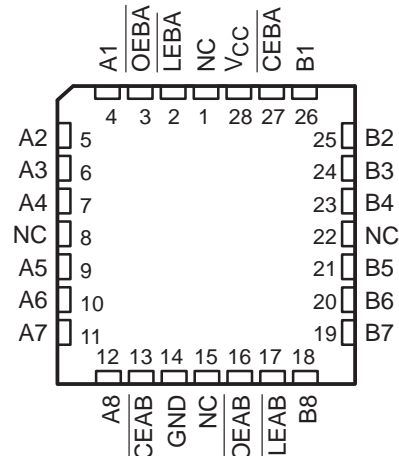 A1 OEBA LEBA NC VCC CEBA B1
4 3 2 1 28 27 26
A2 5 25 B2
A3 6 24 B3
A4 7 23 B4
NC 8 22 NC
A5 9 21 B5
A6 10 20 B6
A7 11 19 B7
12 13 14 15 16 17 18
A8 CEAB GND NC OEAB LEAB B8